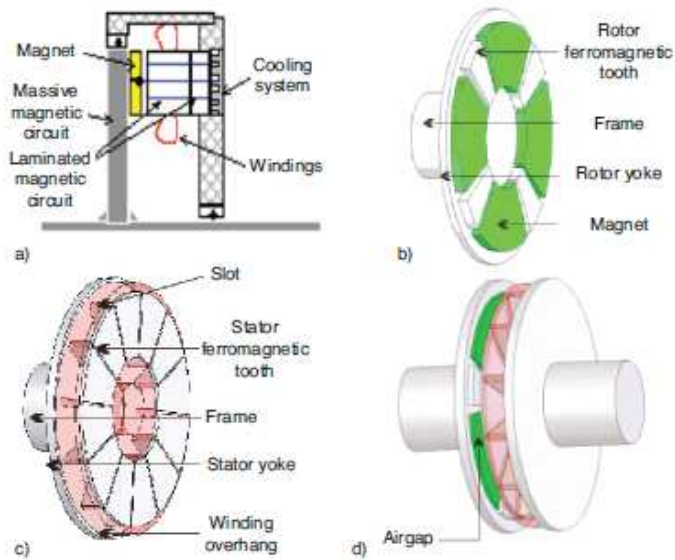 a)
Magnet
Massive
magnetic
circuit
Laminated
magnetic
circuit
Cooling
system
Windings
Rotor
ferromagnetic
tooth
Frame
Rotor yoke
Magnet
b)
Slot
Stator
ferromagnetic
tooth
Frame
Stator yoke
Winding
overhang
c)
Airgap
d)